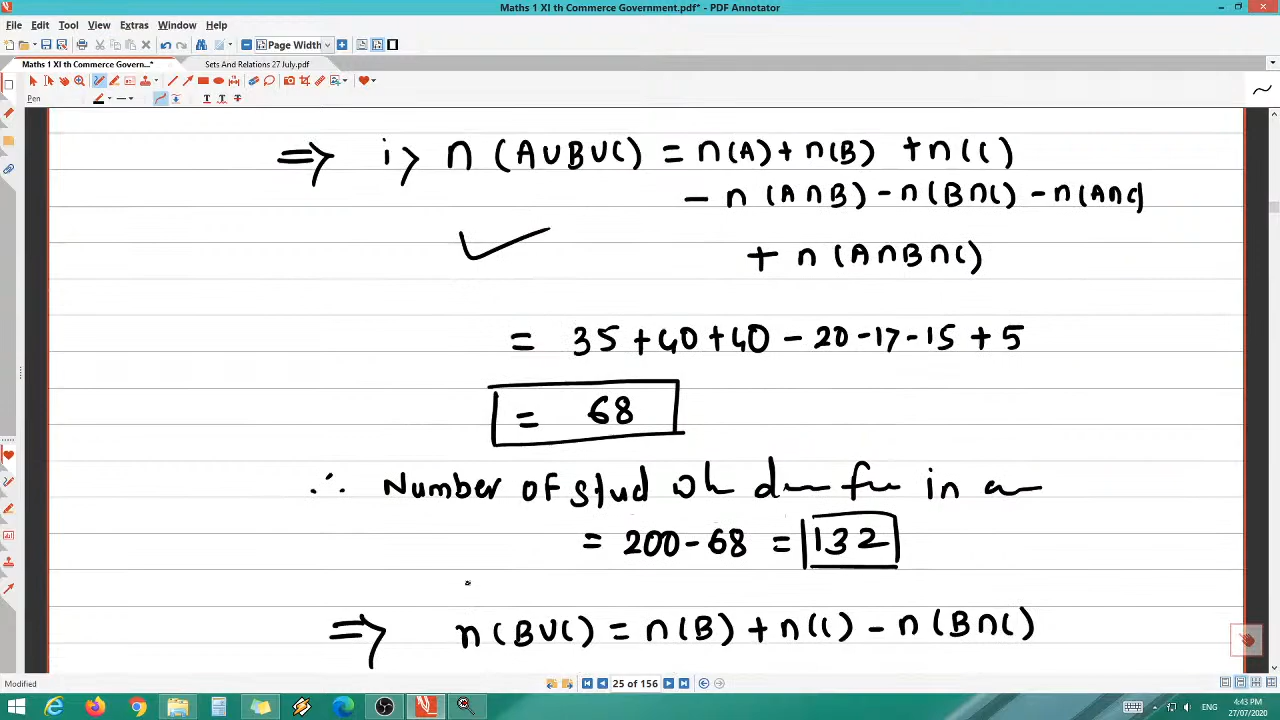 Maths 1 XI th Commerce Government.pdf* - PDF Annotator
File Edit Tool View Extras Window Help
Page Width
Maths 1 XI th Commerce Govern...* Sets And Relations 27 July.pdf
Pen
⇒ i> n (A∪B∪C) = n(A) + n(B) + n(C)
- n (A∩B) - n(B∩C) - n(A∩C)
+ n (A∩B∩C)
= 35 + 40 + 40 - 20 - 17 - 15 + 5
= 68
∴ Number of stud in
= 200 - 68 = 132
⇒ n(B∪C) = n(B) + n(C) - n(B∩C)
Modified 25 of 156
ENG 4:43 PM
27/07/2020